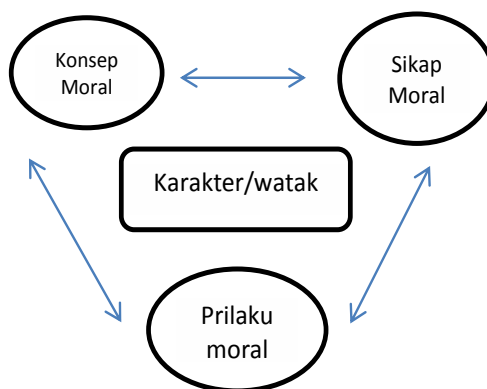 Konsep
Moral
Sikap
Moral
Karakter/watak
Prilaku
moral